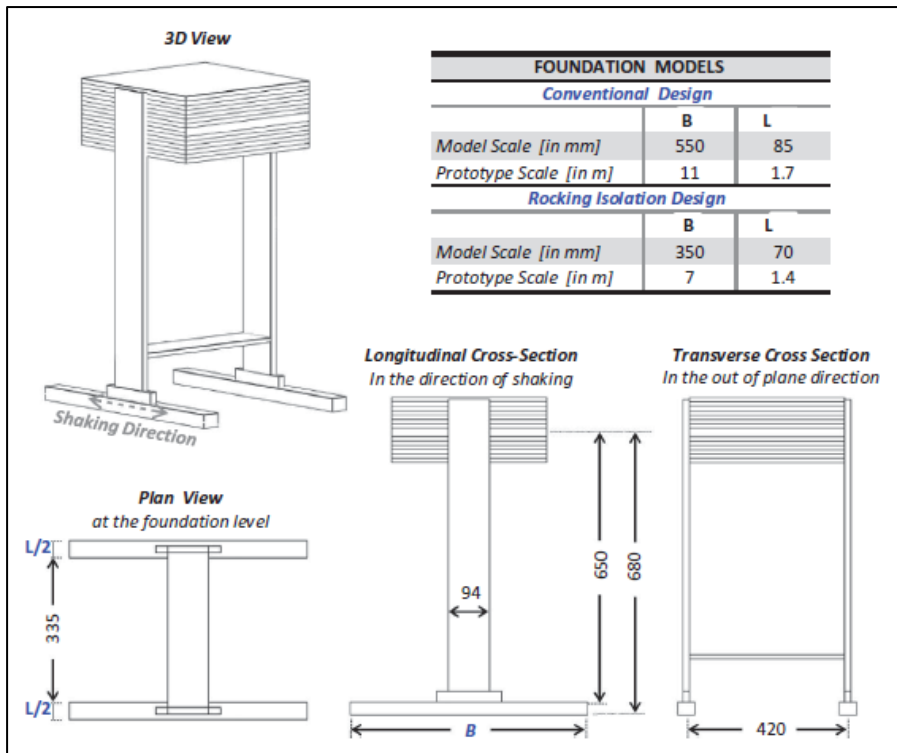 3D View
FOUNDATION MODELS
Conventional Design
B L
Model Scale [in mm] 550 85
Prototype Scale [in m] 11 1.7
Rocking Isolation Design
B L
Model Scale [in mm] 350 70
Prototype Scale [in m] 7 1.4
Shaking Direction
Longitudinal Cross-Section
In the direction of shaking
Transverse Cross Section
In the out of plane direction
Plan View
at the foundation level
L/2
335
L/2
94
650
680
B
420